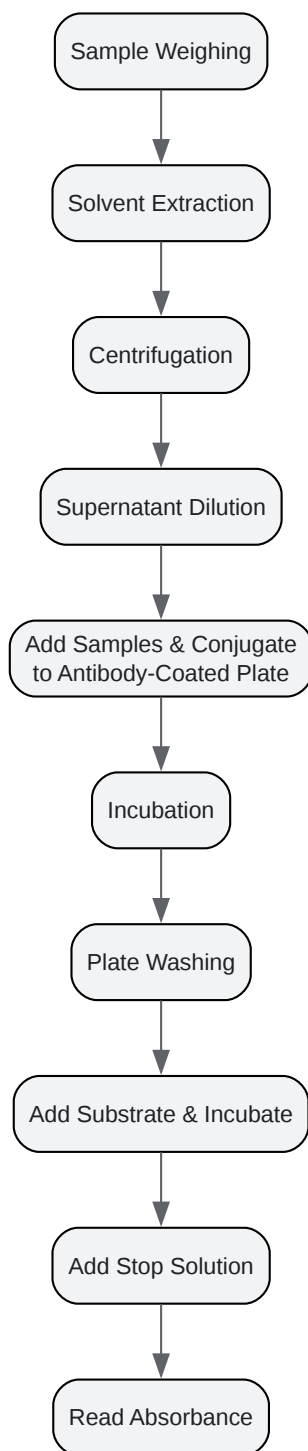 Sample Weighing
Solvent Extraction
Centrifugation
Supernatant Dilution
Add Samples & Conjugate
to Antibody-Coated Plate
Incubation
Plate Washing
Add Substrate & Incubate
Add Stop Solution
Read Absorbance